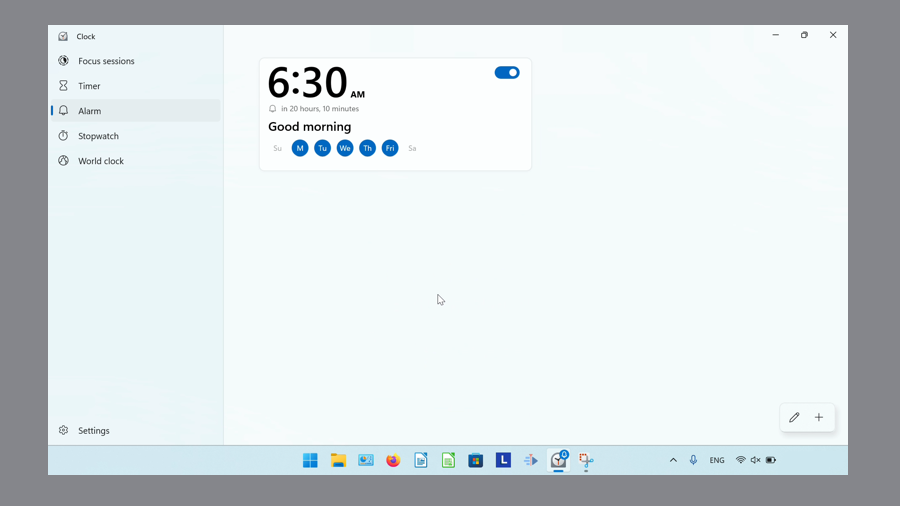 Clock
Focus sessions
Timer
Alarm
Stopwatch
World clock
Settings
6:30 AM
in 20 hours, 10 minutes
Good morning
Su M Tu We Th Fri Sa
L
ENG